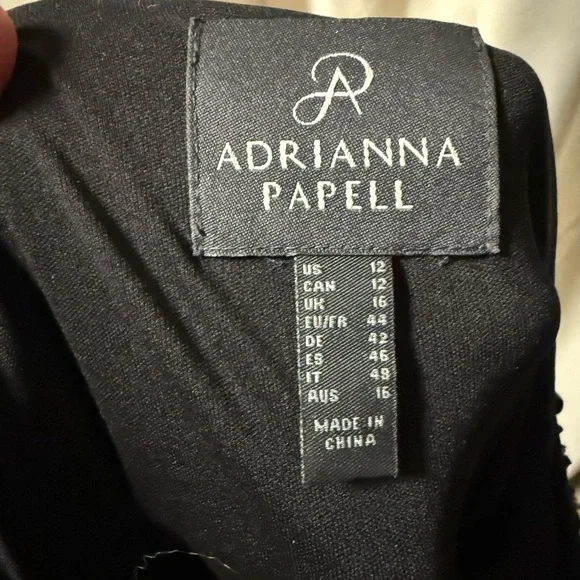 ADRIANNA
PAPELL
US 12
CAN 12
UK 16
EU/FR 44
DE 42
ES 46
IT 48
AUS 16
MADE IN
CHINA